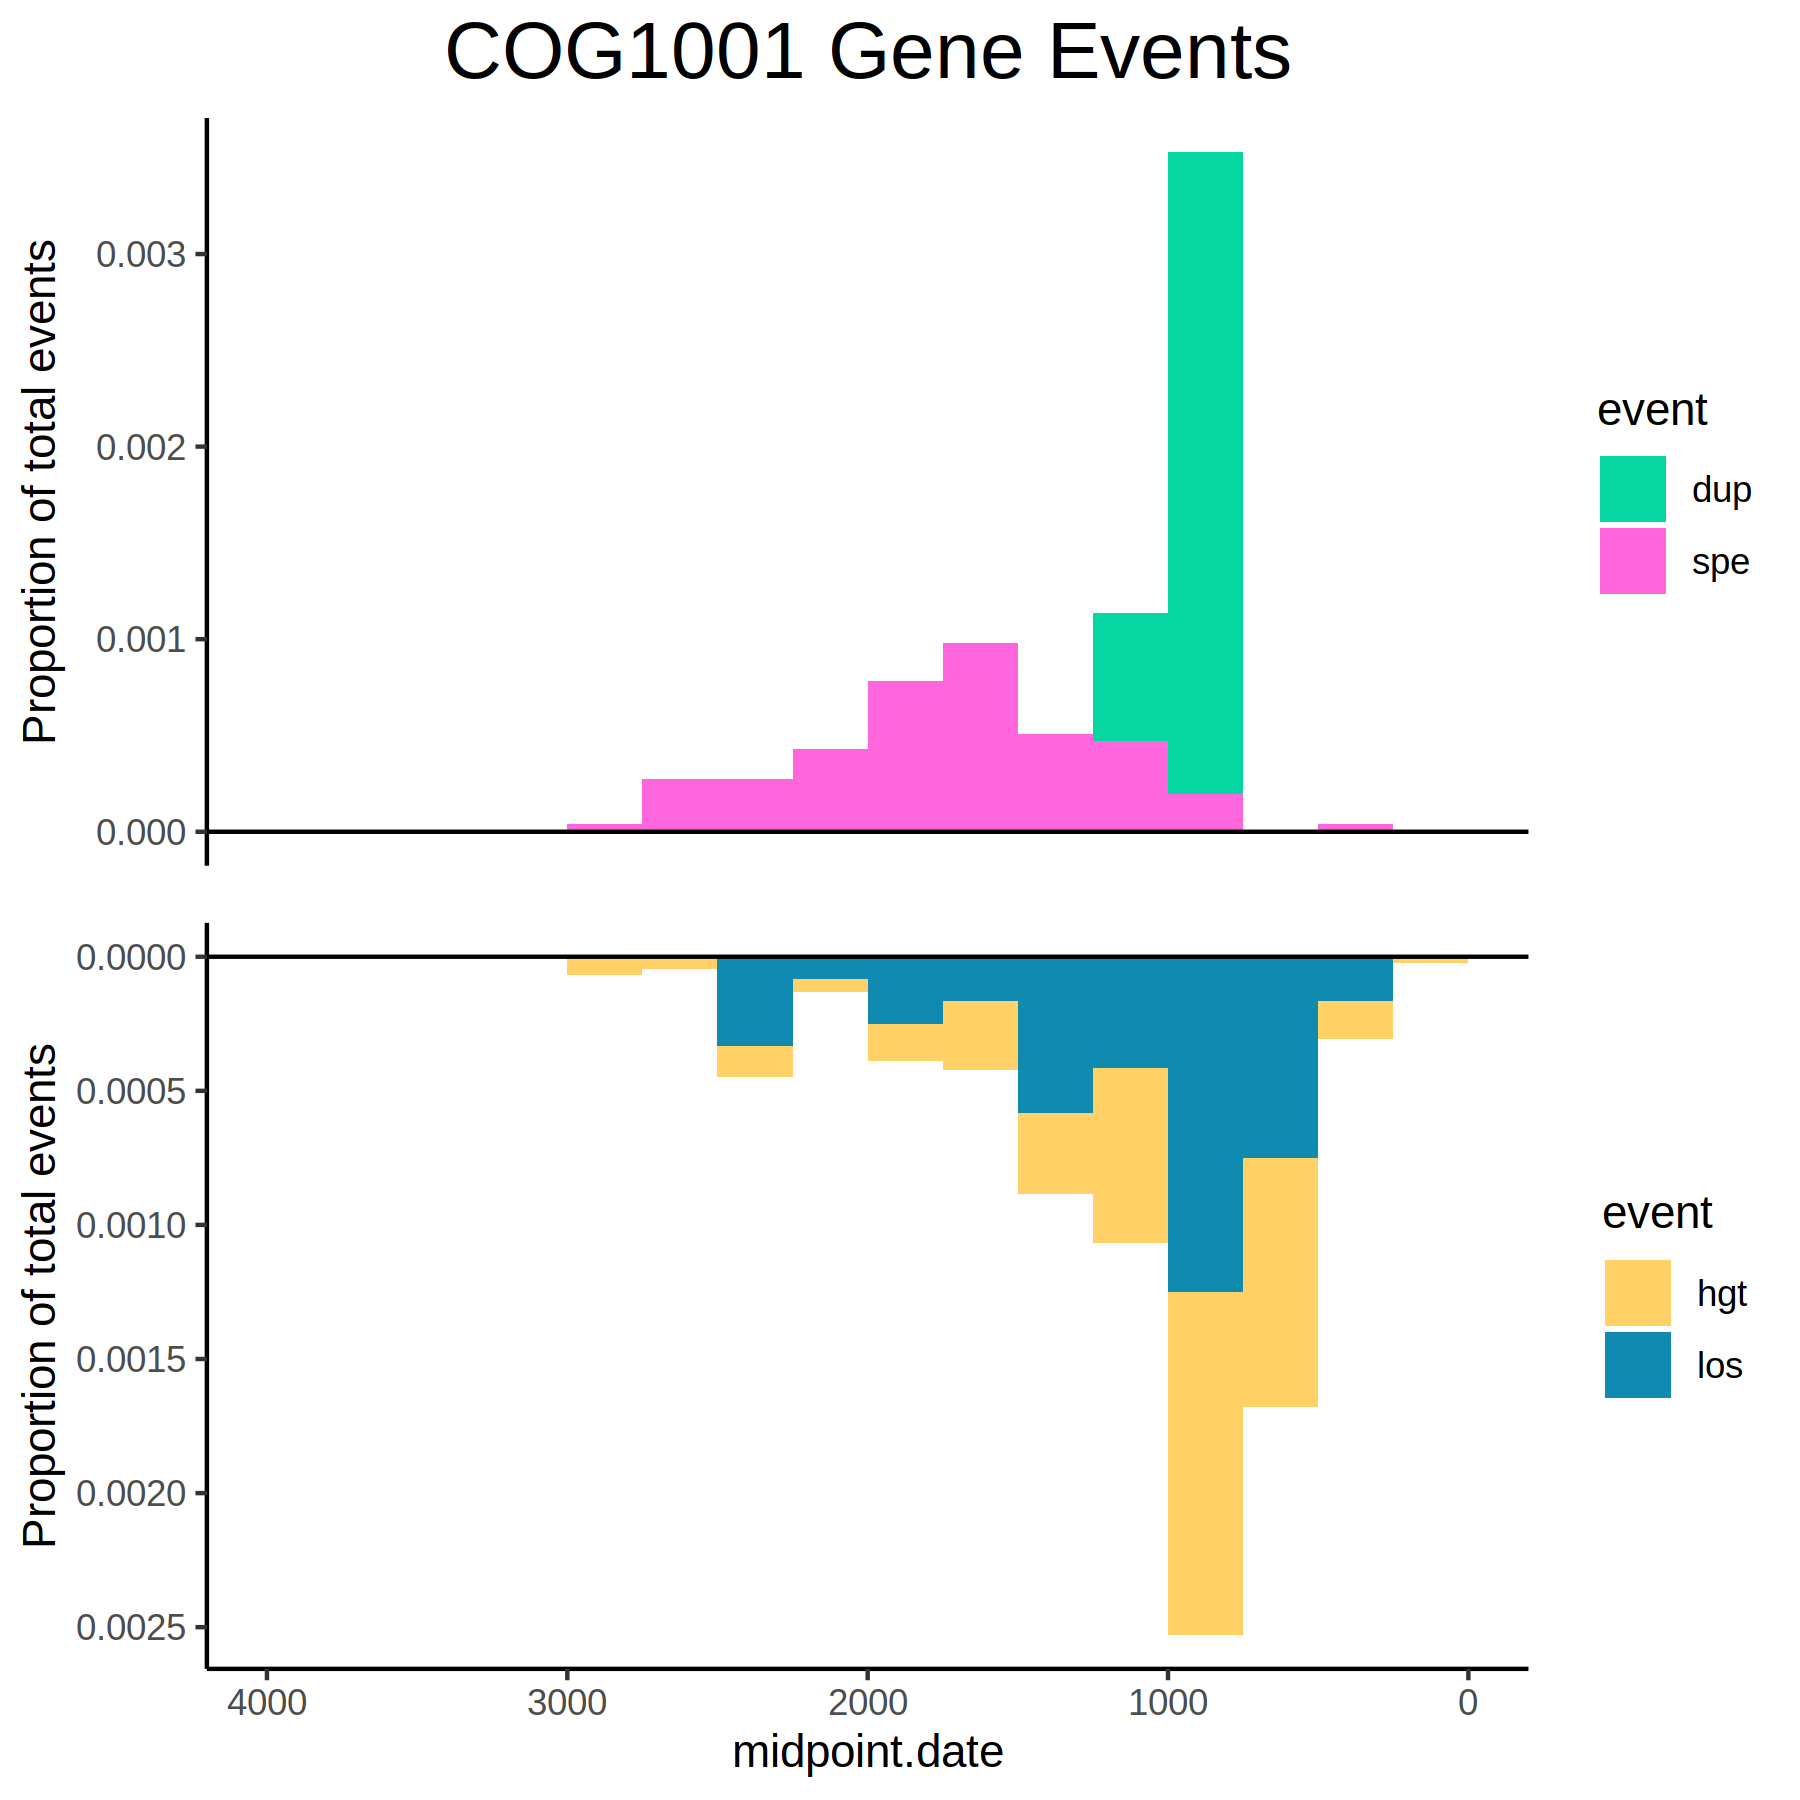 COG1001 Gene Events
Proportion of total events
0.003
0.002
0.001
0.000
event
dup
spe
Proportion of total events
0.0000
0.0005
0.0010
0.0015
0.0020
0.0025
event
hgt
los
4000 3000 2000 1000 0
midpoint.date